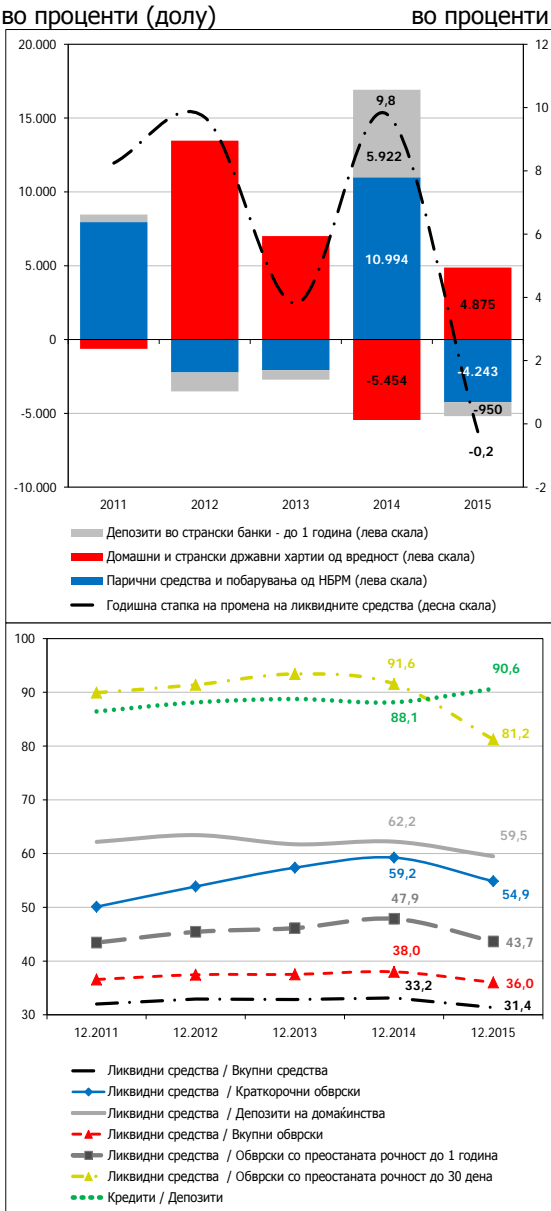 во проценти (долу) во проценти
20.000 12
15.000 10
10.000 8
5.000 6
0 4
-5.000 2
-10.000 0
-2
9,8
5.922
10.994
-5.454
4.875
-4.243
-950
-0,2
2011 2012 2013 2014 2015
Депозити во странски банки - до 1 година (лева скала)
Домашни и странски државни хартии од вредност (лева скала)
Парични средства и побарувања од НБРМ (лева скала)
Годишна стапка на промена на ликвидните средства (десна скала)
100
90
80
70
60
50
40
30
91,6
90,6
88,1
81,2
62,2
59,5
59,2
54,9
47,9
43,7
38,0
36,0
33,2
31,4
12.2011 12.2012 12.2013 12.2014 12.2015
Ликвидни средства / Вкупни средства
Ликвидни средства / Краткорочни обврски
Ликвидни средства / Депозити на домаќинства
Ликвидни средства / Вкупни обврски
Ликвидни средства / Обврски со преостаната рочност до 1 година
Ликвидни средства / Обврски со преостаната рочност до 30 дена
Кредити / Депозити